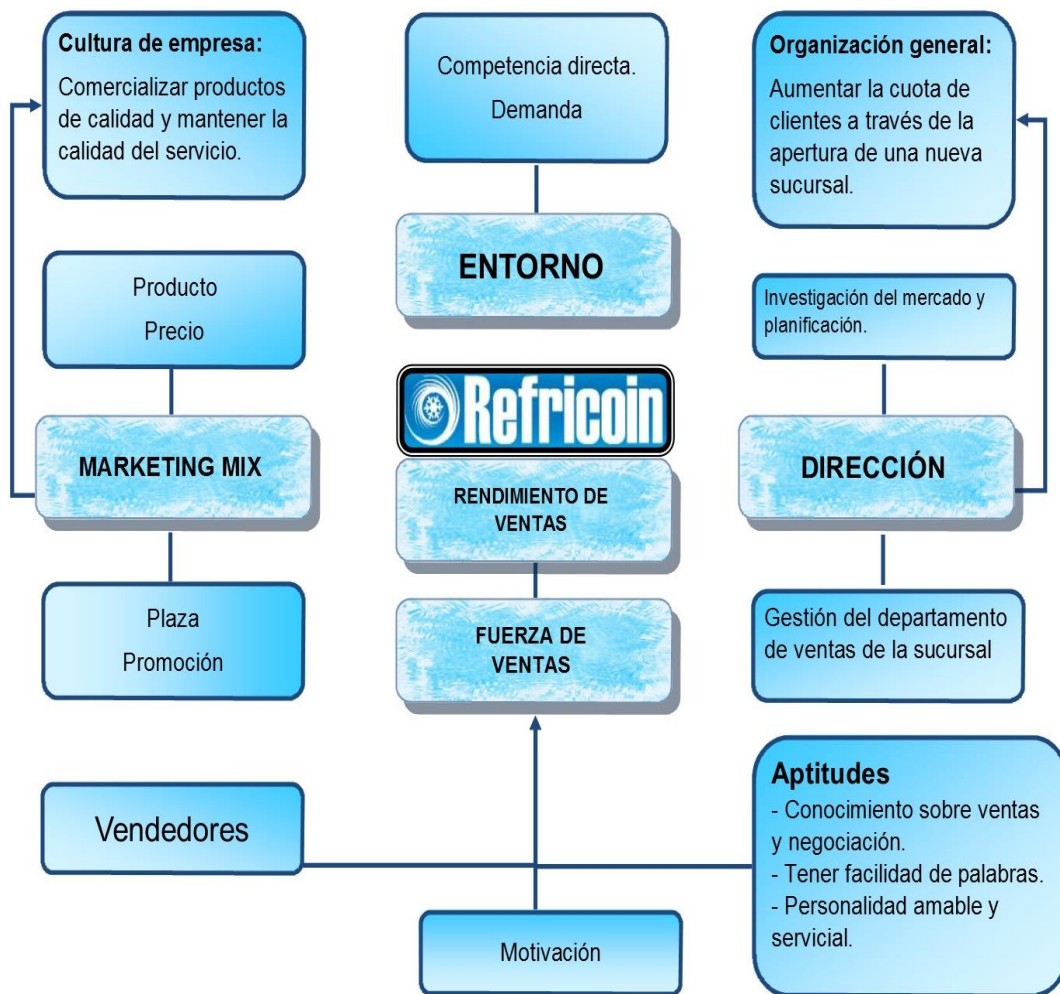 Cultura de empresa:
Comercializar productos
de calidad y mantener la
calidad del servicio.
Competencia directa.
Demanda
Organización general:
Aumentar la cuota de
clientes a través de la
apertura de una nueva
sucursal.
ENTORNO
Producto
Precio
Investigación del mercado y
planificación.
Refricoin
MARKETING MIX
RENDIMIENTO DE
VENTAS
DIRECCIÓN
Plaza
Promoción
FUERZA DE
VENTAS
Gestión del departamento
de ventas de la sucursal
Vendedores
Aptitudes
- Conocimiento sobre ventas
y negociación.
- Tener facilidad de palabras.
- Personalidad amable y
servicial.
Motivación